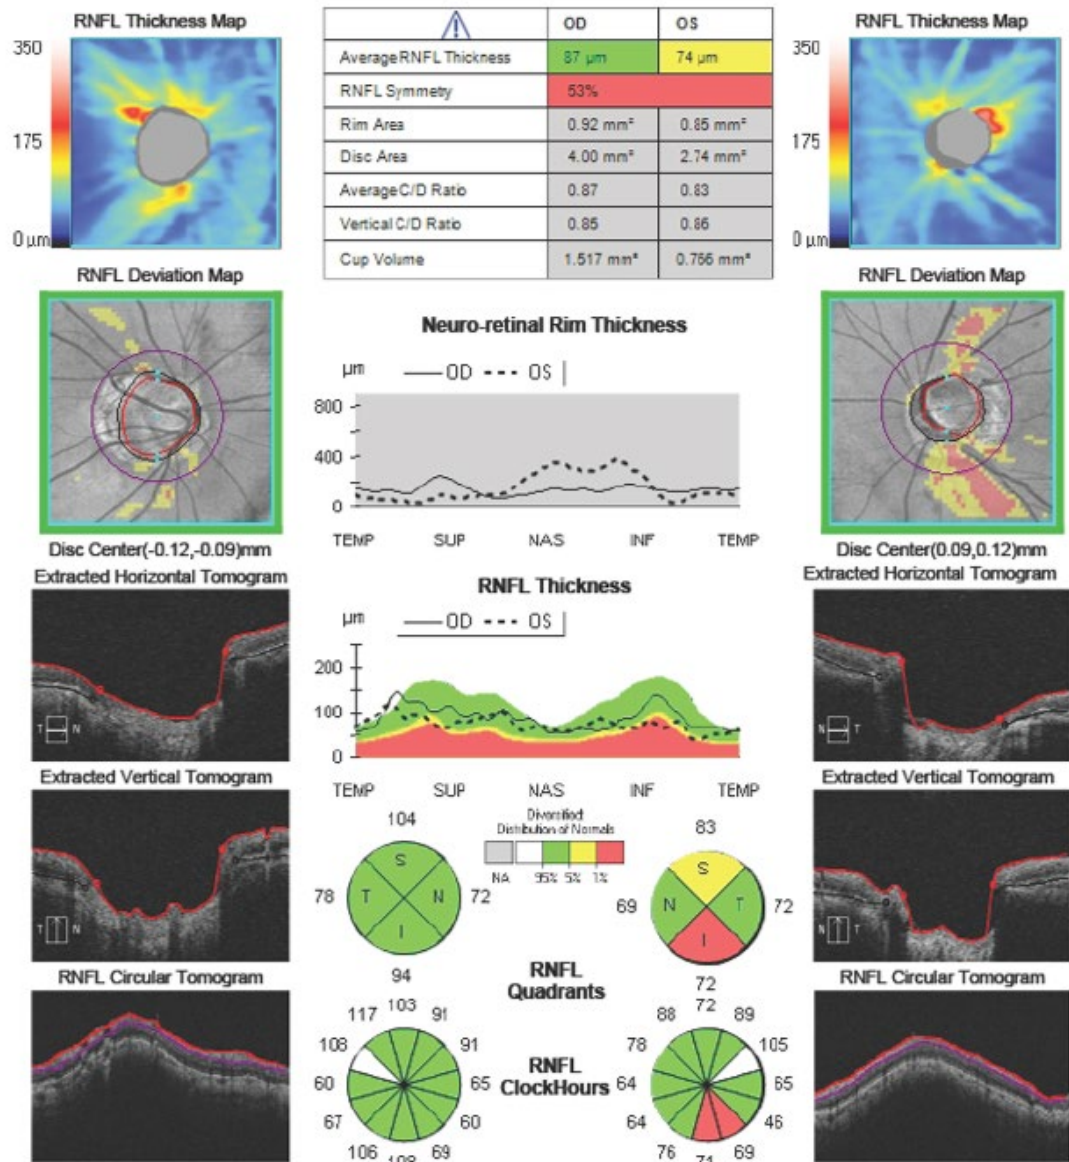 RNFL Thickness Map
350
175
0 µm
OD OS
Average RNFL Thickness 87 µm 74 µm
RNFL Symmetry 53%
Rim Area 0.92 mm² 0.85 mm²
Disc Area 4.00 mm² 2.74 mm²
Average C/D Ratio 0.87 0.83
Vertical C/D Ratio 0.85 0.86
Cup Volume 1.517 mm³ 0.756 mm³
RNFL Thickness Map
350
175
0 µm
RNFL Deviation Map
Disc Center(-0.12,-0.09)mm
Neuro-retinal Rim Thickness
µm OD OS
800
400
0
TEMP SUP NAS INF TEMP
RNFL Deviation Map
Disc Center(0.09,0.12)mm
Extracted Horizontal Tomogram
T N
RNFL Thickness
µm OD OS
200
100
0
TEMP SUP NAS INF TEMP
Extracted Horizontal Tomogram
N T
Extracted Vertical Tomogram
T N
Diversified:
Distribution of Normals
NA 95% 5% 1%
104
S
78 T N 72
I
94
83
S
69 N T 72
I
72
RNFL
Quadrants
Extracted Vertical Tomogram
N T
RNFL Circular Tomogram
RNFL
ClockHours
117 103 91
108 91
60 65
67 60
106 69
88 72 89
78 105
64 65
64 46
76 71 69
RNFL Circular Tomogram